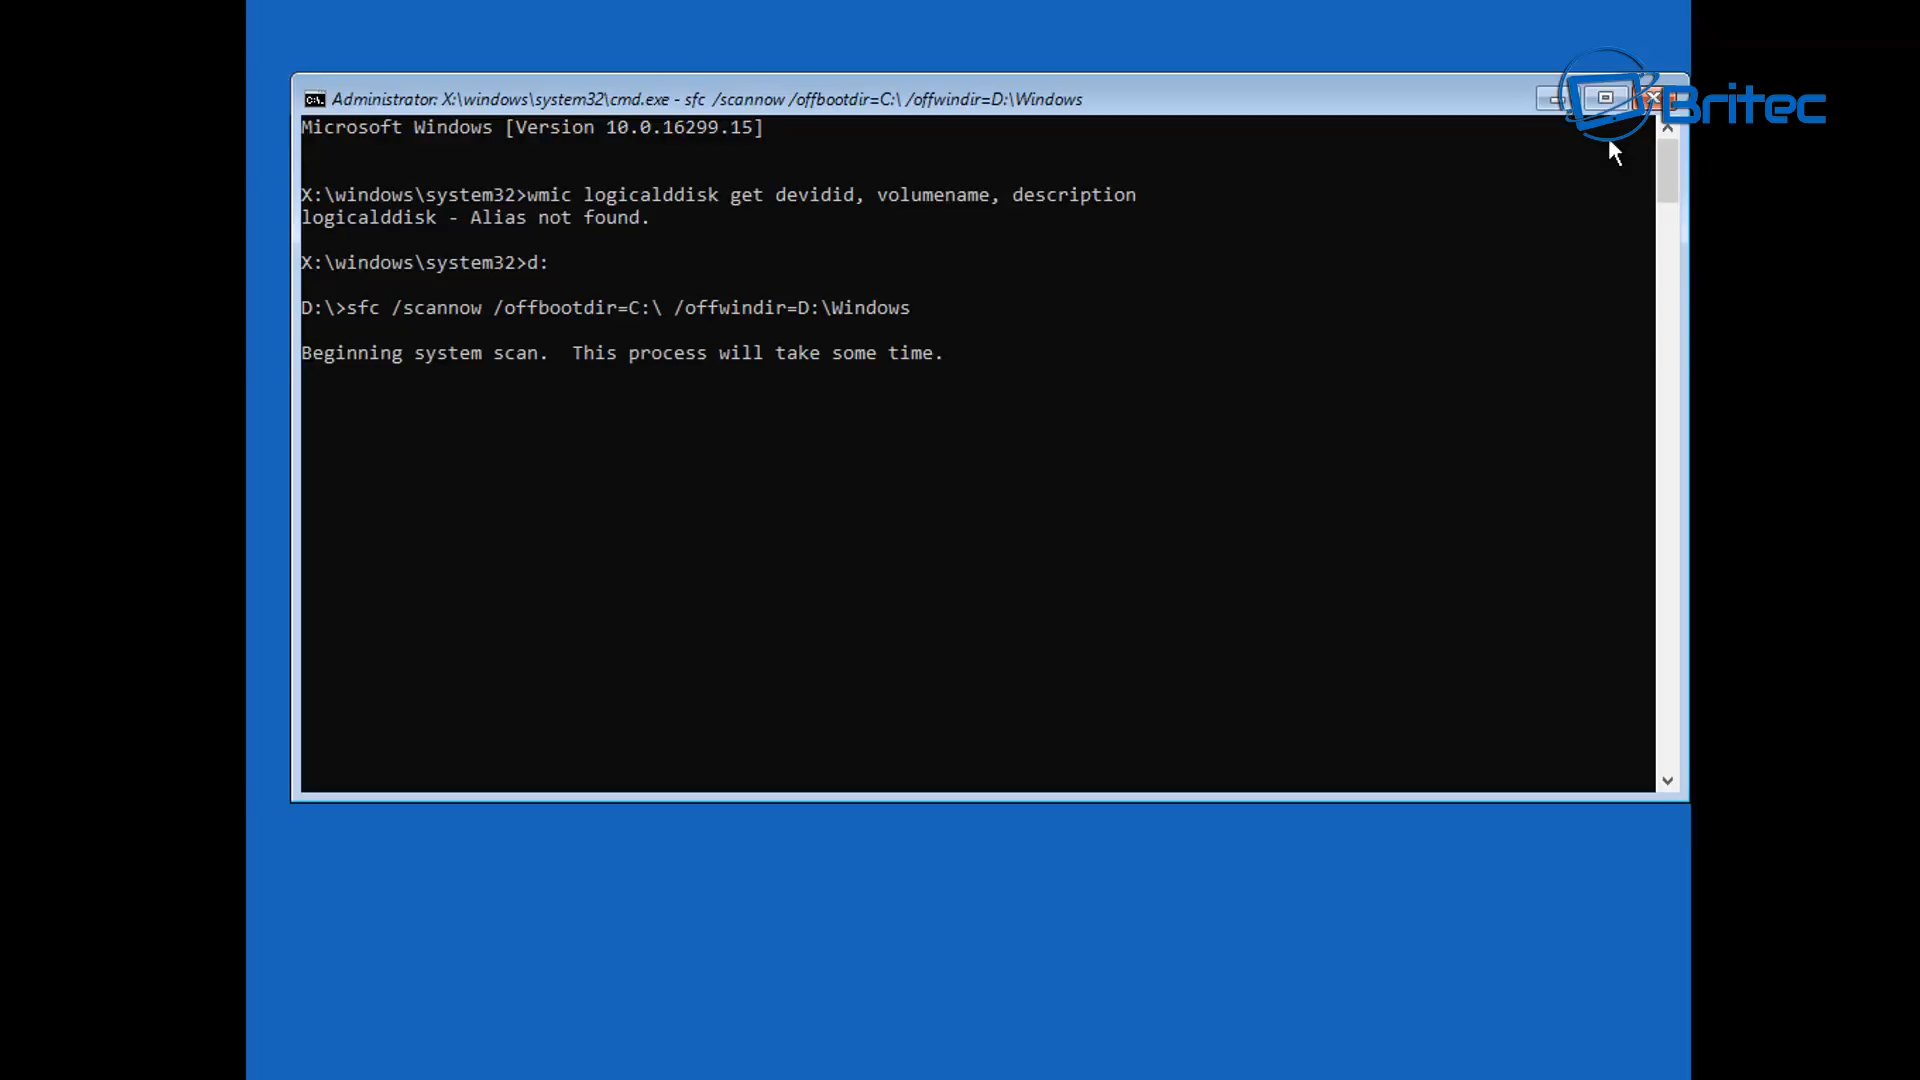 Administrator: X:\windows\system32\cmd.exe - sfc /scannow /offbootdir=C:\ /offwindir=D:\Windows
Britec
Microsoft Windows [Version 10.0.16299.15]
X:\windows\system32>wmic logicalddisk get devidid, volumename, description
logicalddisk - Alias not found.
X:\windows\system32>d:
D:\>sfc /scannow /offbootdir=C:\ /offwindir=D:\Windows
Beginning system scan.  This process will take some time.